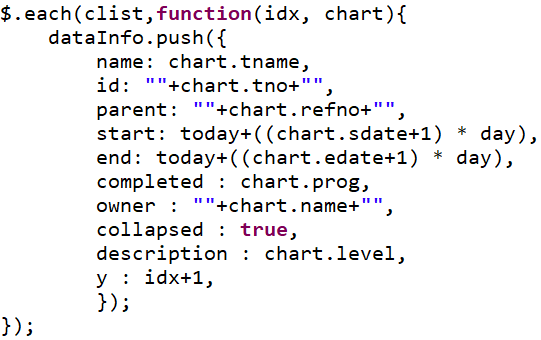 $.each(clist,function(idx, chart){
    dataInfo.push({
        name: chart.tname,
        id: ""+chart.tno+"",
        parent: ""+chart.refno+"",
        start: today+((chart.sdate+1) * day),
        end: today+((chart.edate+1) * day),
        completed : chart.prog,
        owner : ""+chart.name+"",
        collapsed : true,
        description : chart.level,
        y : idx+1,
        });
});